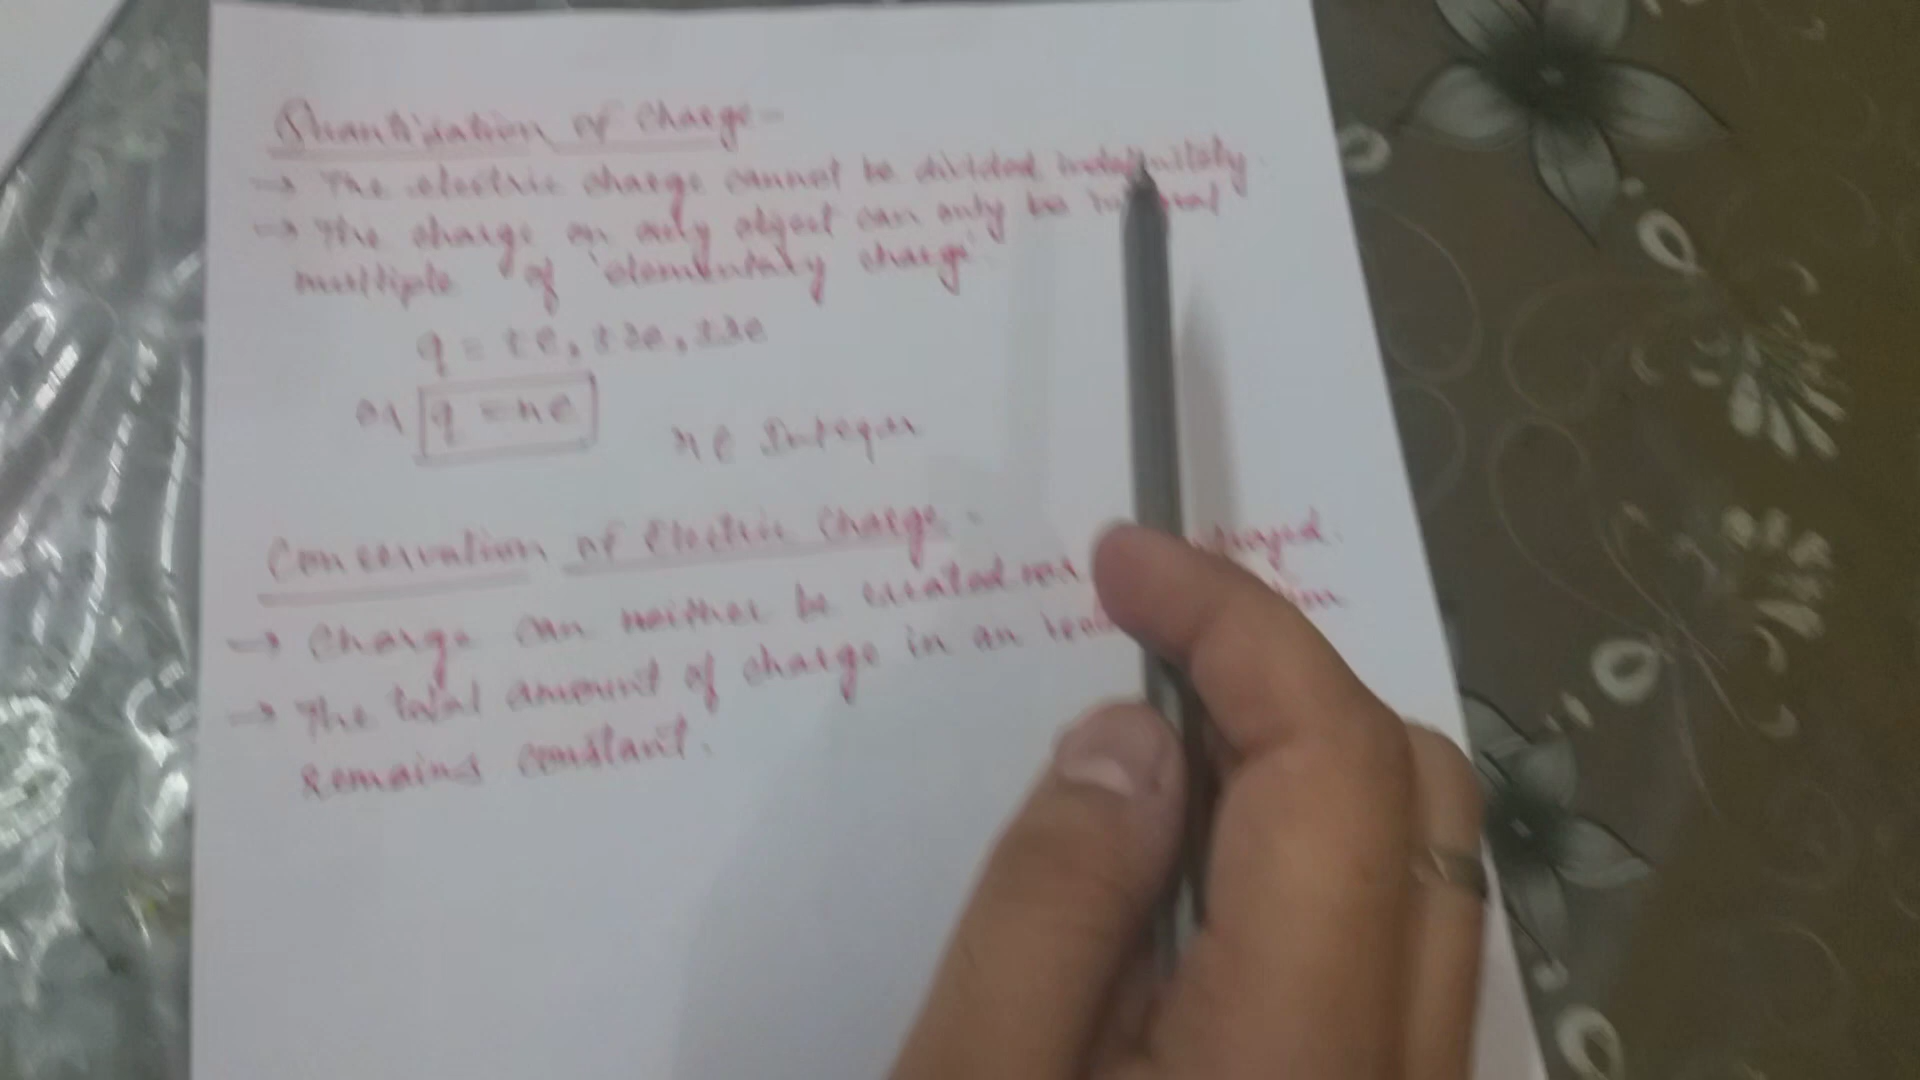 Quantisation of Charge -
→ The electric charge cannot be divided indefinitely.
→ The charge on any object can only be integral
multiple of 'elementary charge'
q = ±e, ±2e, ±3e
or q = ne
n ∈ Integer
Conservation of Electric Charge -
→ Charge can neither be created nor
→ The total amount of charge in an
remains constant.